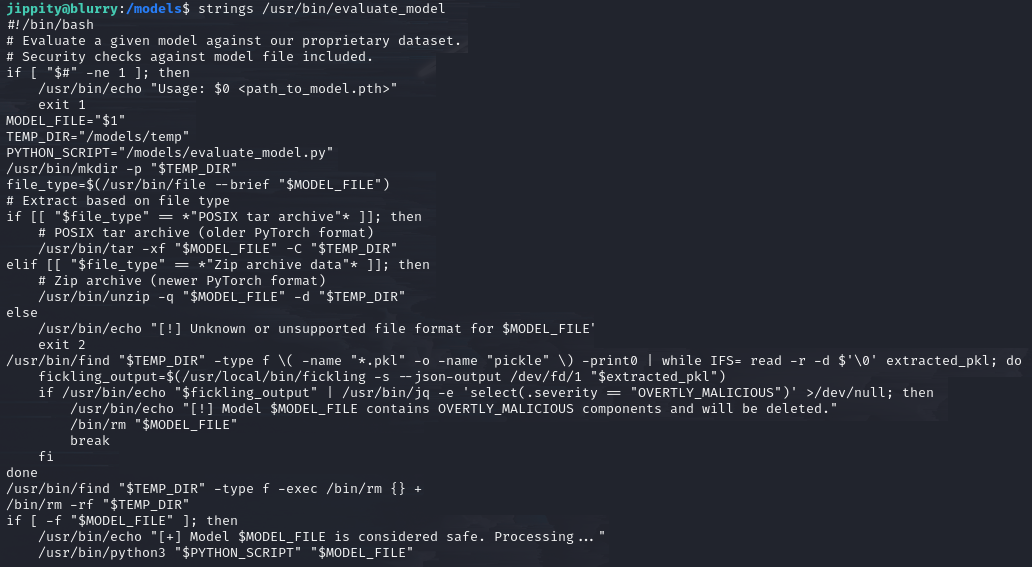 jippity@blurry:/models$ strings /usr/bin/evaluate_model
#!/bin/bash
# Evaluate a given model against our proprietary dataset.
# Security checks against model file included.
if [ "$#" -ne 1 ]; then
    /usr/bin/echo "Usage: $0 <path_to_model.pth>"
    exit 1
MODEL_FILE="$1"
TEMP_DIR="/models/temp"
PYTHON_SCRIPT="/models/evaluate_model.py"
/usr/bin/mkdir -p "$TEMP_DIR"
file_type=$(/usr/bin/file --brief "$MODEL_FILE")
# Extract based on file type
if [[ "$file_type" == *"POSIX tar archive"* ]]; then
    # POSIX tar archive (older PyTorch format)
    /usr/bin/tar -xf "$MODEL_FILE" -C "$TEMP_DIR"
elif [[ "$file_type" == *"Zip archive data"* ]]; then
    # Zip archive (newer PyTorch format)
    /usr/bin/unzip -q "$MODEL_FILE" -d "$TEMP_DIR"
else
    /usr/bin/echo "[!] Unknown or unsupported file format for $MODEL_FILE'
    exit 2
/usr/bin/find "$TEMP_DIR" -type f \( -name "*.pkl" -o -name "pickle" \) -print0 | while IFS= read -r -d $'\0' extracted_pkl; do
    fickling_output=$(/usr/local/bin/fickling -s --json-output /dev/fd/1 "$extracted_pkl")
    if /usr/bin/echo "$fickling_output" | /usr/bin/jq -e 'select(.severity == "OVERTLY_MALICIOUS")' >/dev/null; then
        /usr/bin/echo "[!] Model $MODEL_FILE contains OVERTLY_MALICIOUS components and will be deleted."
        /bin/rm "$MODEL_FILE"
        break
    fi
done
/usr/bin/find "$TEMP_DIR" -type f -exec /bin/rm {} +
/bin/rm -rf "$TEMP_DIR"
if [ -f "$MODEL_FILE" ]; then
    /usr/bin/echo "[+] Model $MODEL_FILE is considered safe. Processing..."
    /usr/bin/python3 "$PYTHON_SCRIPT" "$MODEL_FILE"